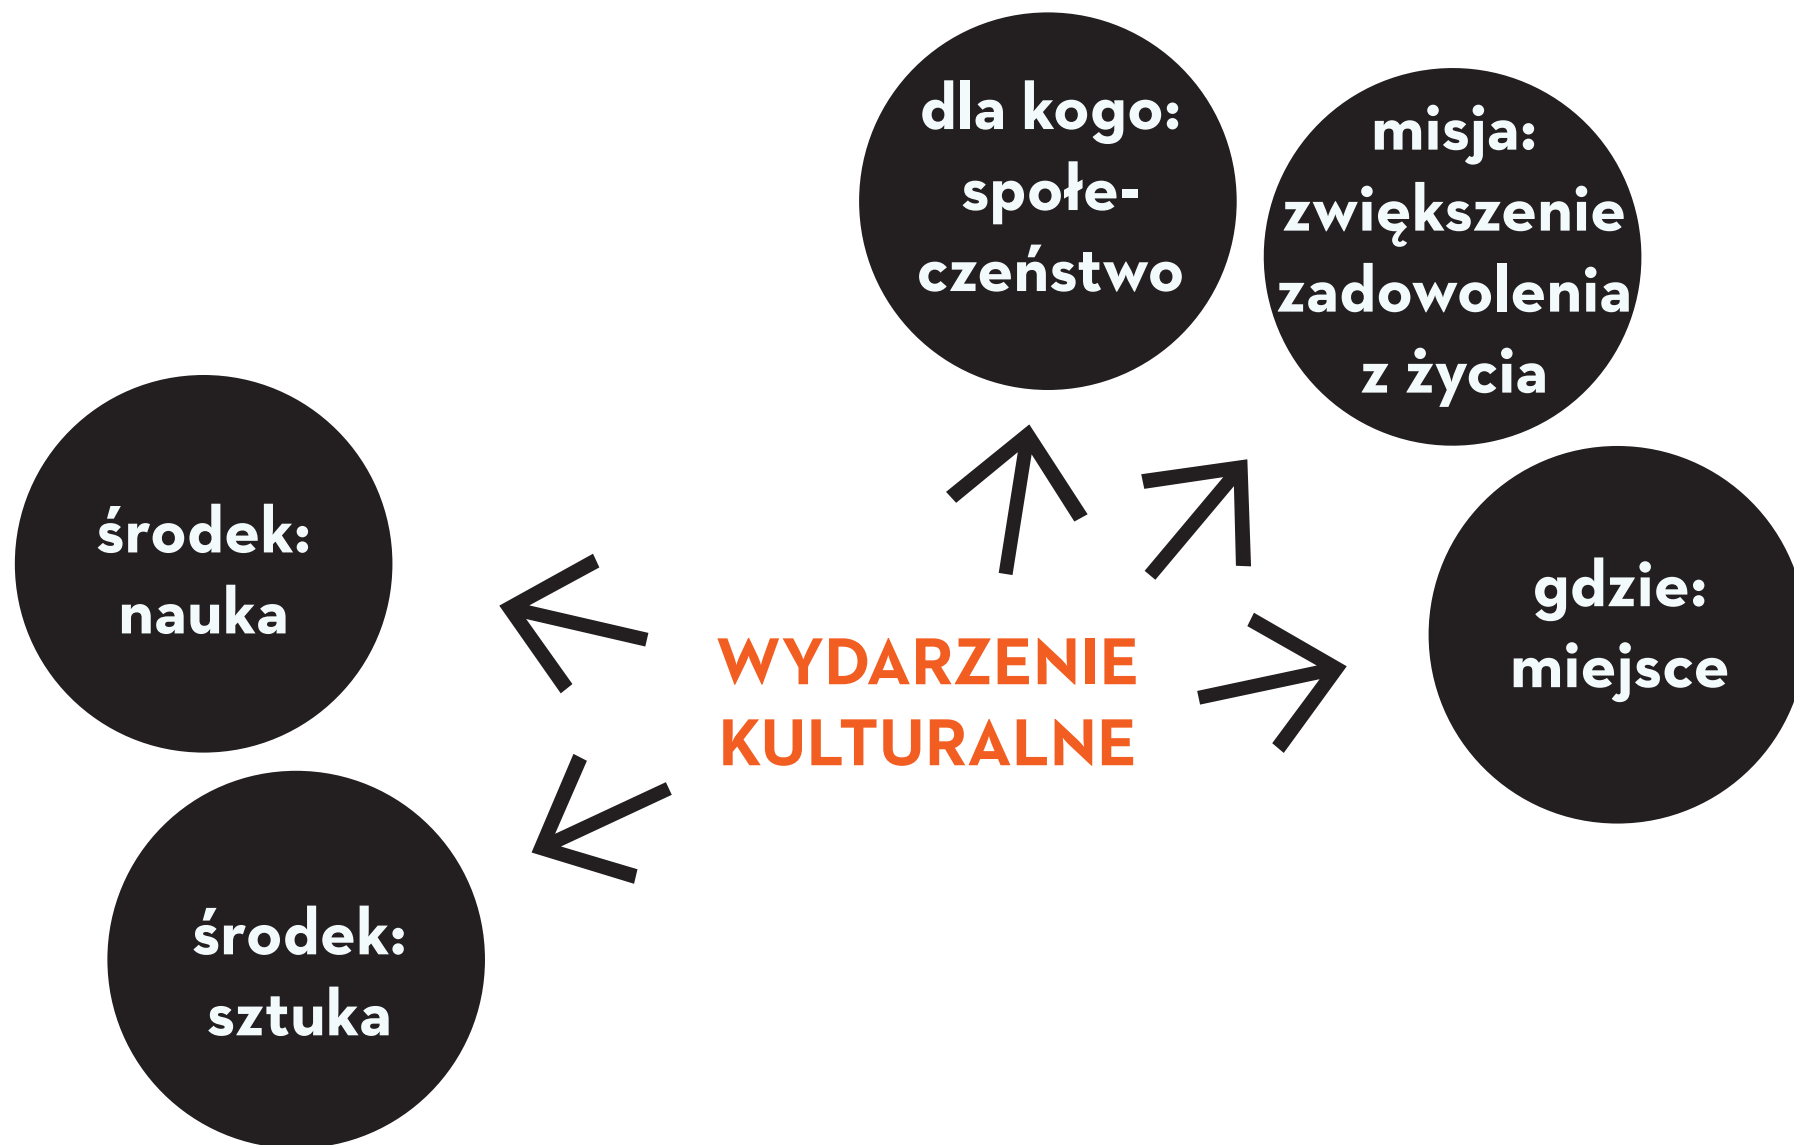 dla kogo:
społe-
czeństwo
misja:
zwiększenie
zadowolenia
z życia
środek:
nauka
gdzie:
miejsce
WYDARZENIE
KULTURALNE
środek:
sztuka